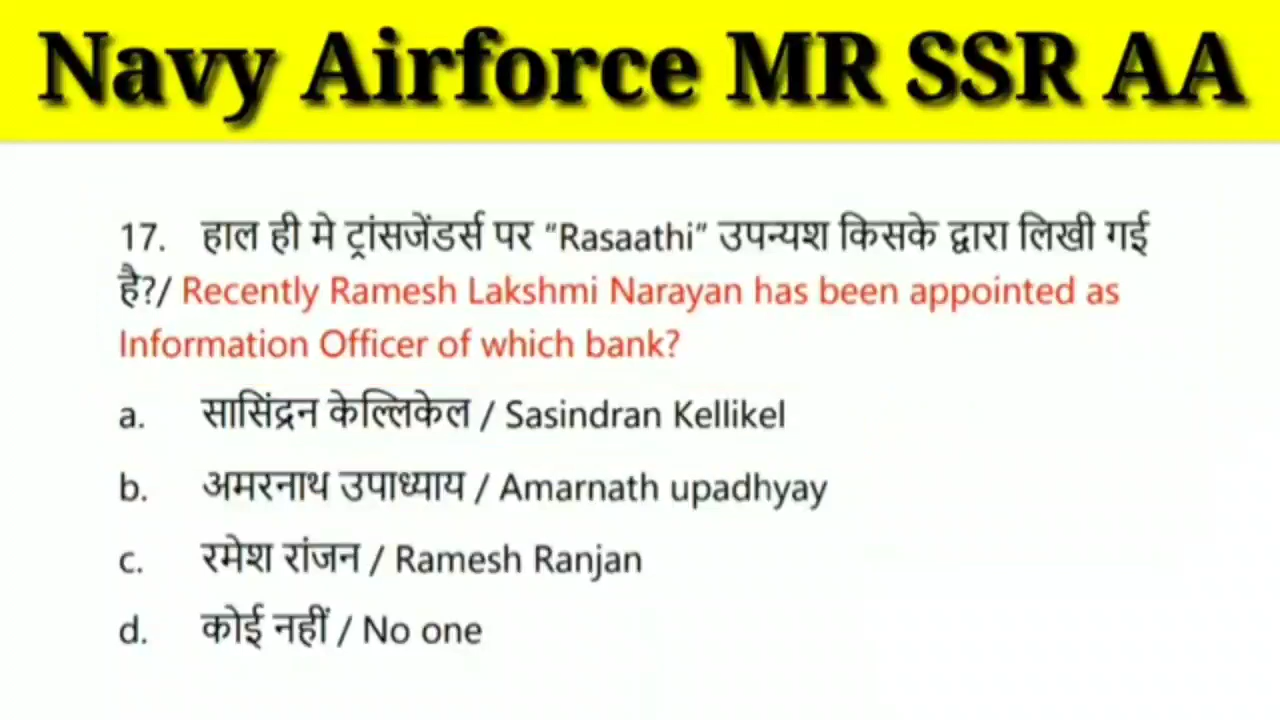 Navy Airforce MR SSR AA
17. हाल ही मे ट्रांसजेंडर्स पर “Rasaathi” उपन्यश किसके द्वारा लिखी गई
है?/ Recently Ramesh Lakshmi Narayan has been appointed as
Information Officer of which bank?
a. सासिंद्रन केल्लिकेल / Sasindran Kellikel
b. अमरनाथ उपाध्याय / Amarnath upadhyay
c. रमेश रांजन / Ramesh Ranjan
d. कोई नहीं / No one